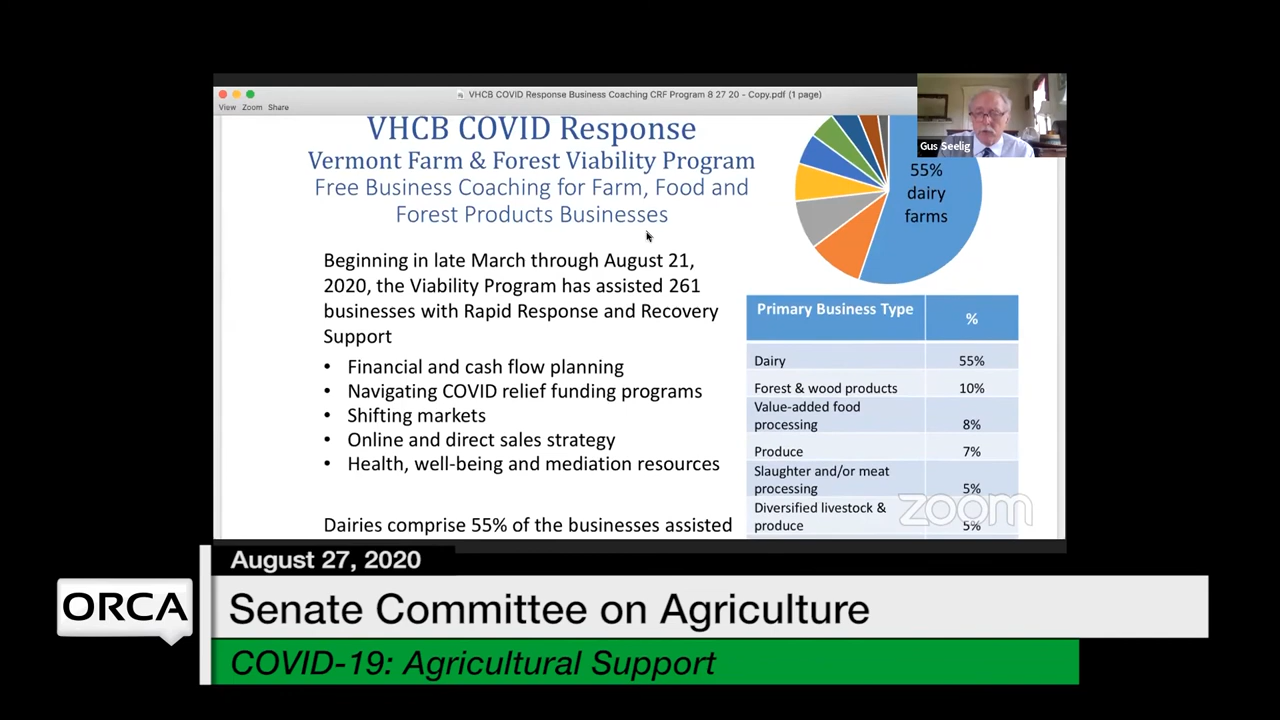 VHCB COVID Response Business Coaching CRF Program 8 27 20 - Copy.pdf (1 page)
View Zoom Share
Gus Seelig
VHCB COVID Response
Vermont Farm & Forest Viability Program
Free Business Coaching for Farm, Food and
Forest Products Businesses
55%
dairy
farms
Beginning in late March through August 21,
2020, the Viability Program has assisted 261
businesses with Rapid Response and Recovery
Support
• Financial and cash flow planning
• Navigating COVID relief funding programs
• Shifting markets
• Online and direct sales strategy
• Health, well-being and mediation resources
Dairies comprise 55% of the businesses assisted
Primary Business Type %
Dairy 55%
Forest & wood products 10%
Value-added food
processing 8%
Produce 7%
Slaughter and/or meat
processing 5%
Diversified livestock &
produce 5%
zoom
August 27, 2020
ORCA
Senate Committee on Agriculture
COVID-19: Agricultural Support